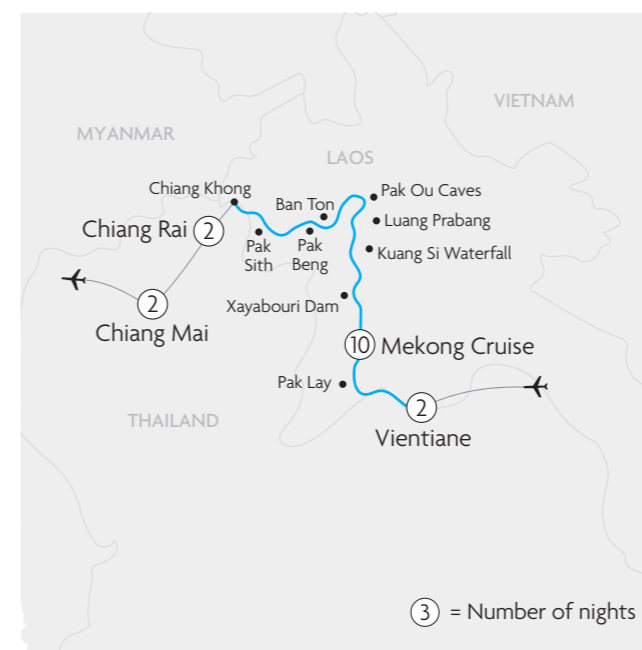 VIETNAM
MYANMAR
LAOS
Chiang Khong
Pak Ou Caves
Ban Ton
Luang Prabang
Chiang Rai
2
Pak
Sith
Pak
Beng
Kuang Si Waterfall
2
Chiang Mai
Xayabouri Dam
10
Mekong Cruise
Pak Lay
2
Vientiane
THAILAND
3 = Number of nights